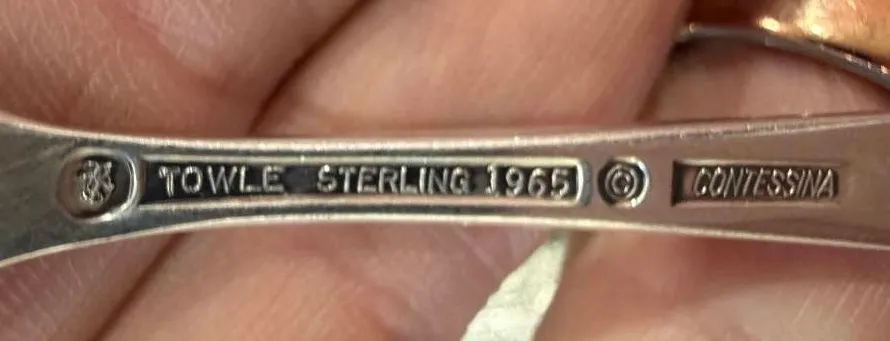 TOWLE STERLING 1965 © CONTESSINA